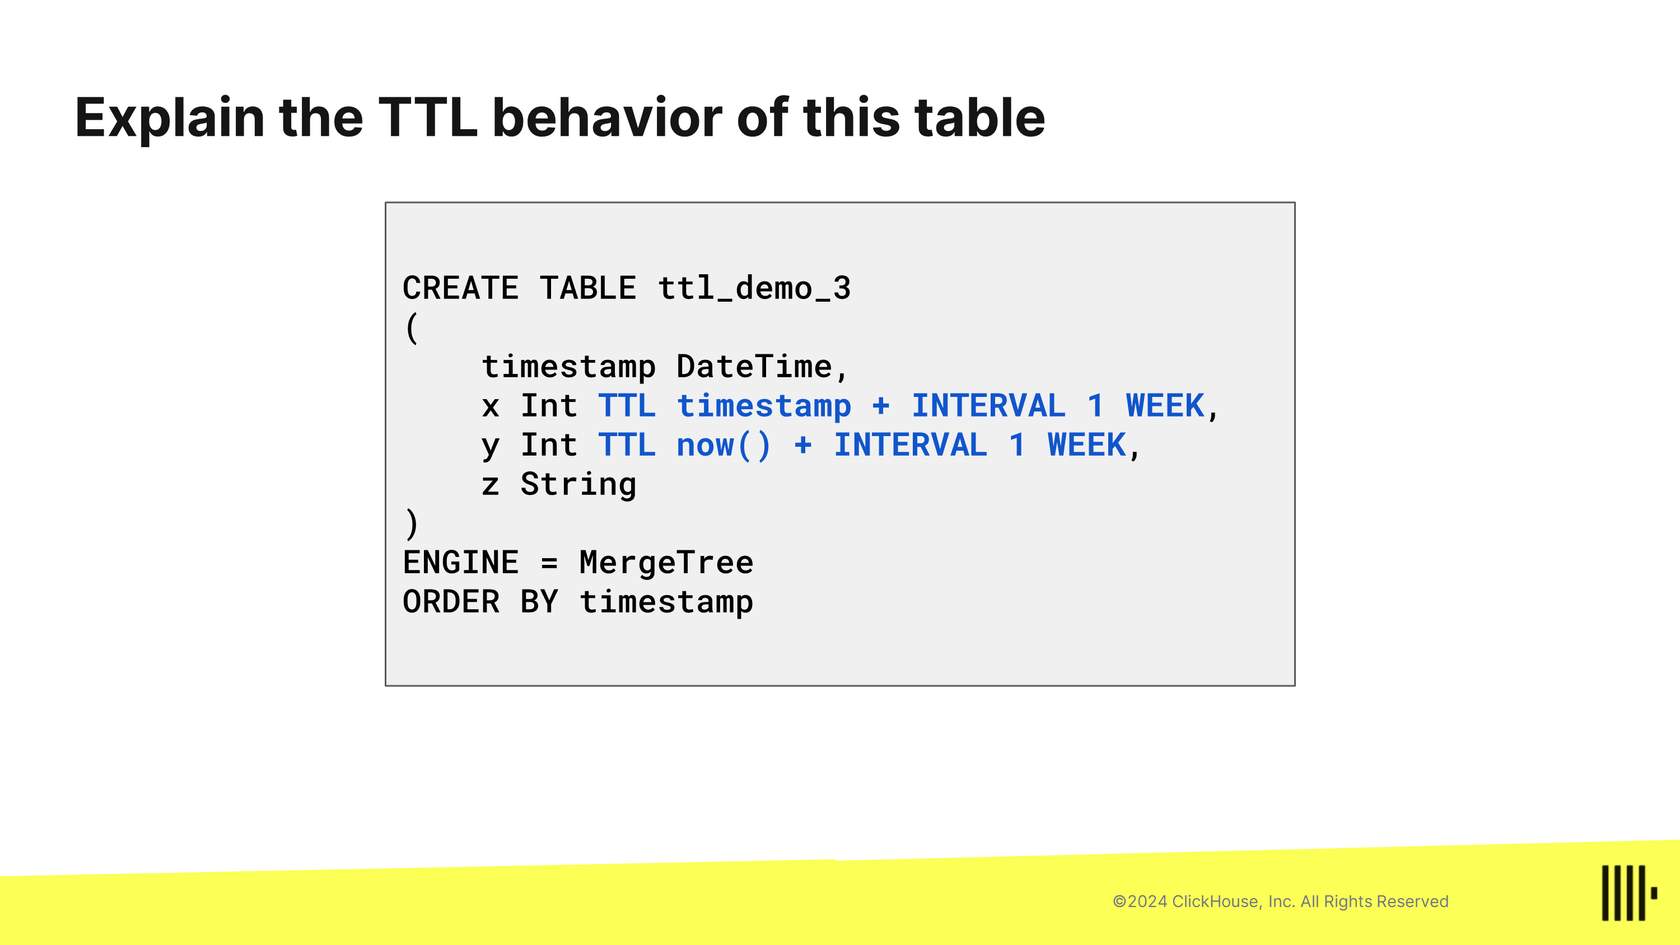 Explain the TTL behavior of this table
CREATE TABLE ttl_demo_3
(
    timestamp DateTime,
    x Int TTL timestamp + INTERVAL 1 WEEK,
    y Int TTL now() + INTERVAL 1 WEEK,
    z String
)
ENGINE = MergeTree
ORDER BY timestamp
©2024 ClickHouse, Inc. All Rights Reserved